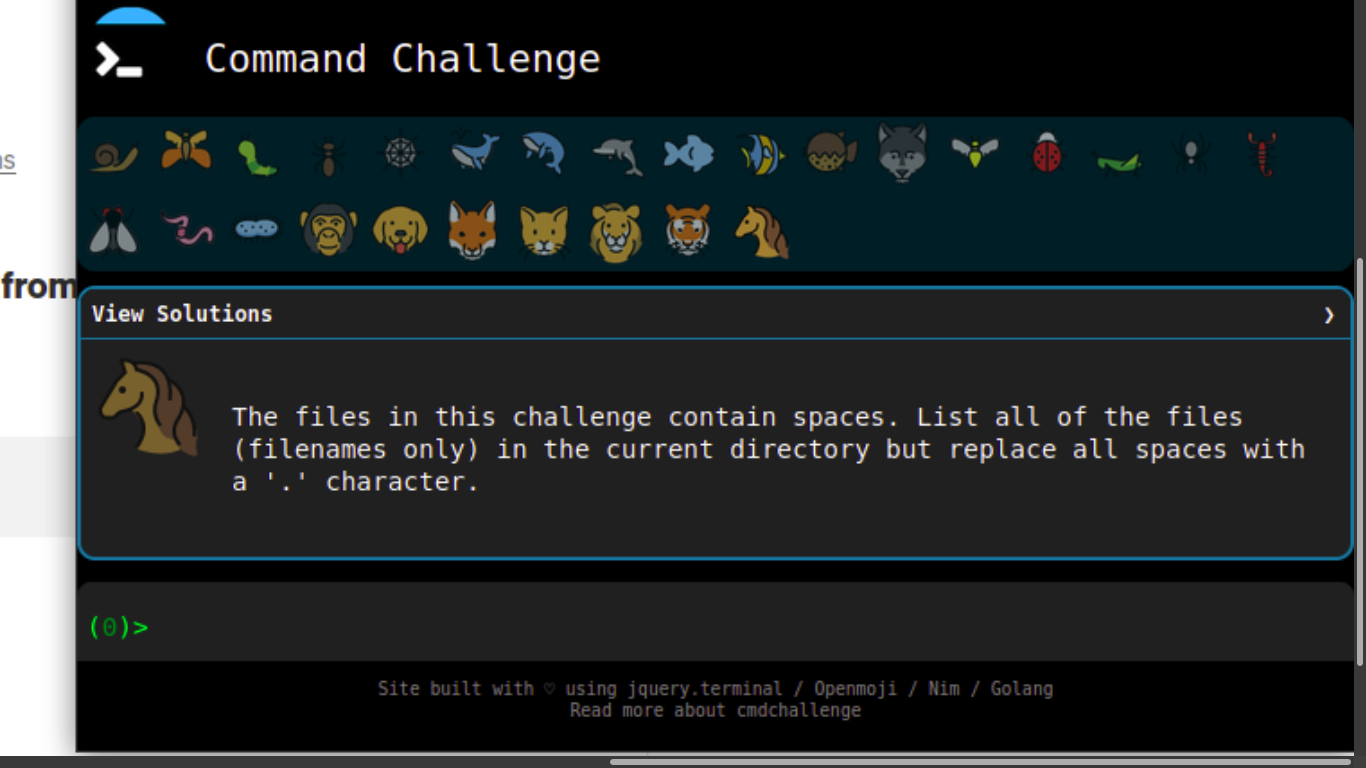 Command Challenge
ns
from
View Solutions
The files in this challenge contain spaces. List all of the files
(filenames only) in the current directory but replace all spaces with
a '.' character.
(0)>
Site built with ♡ using jquery.terminal / Openmoji / Nim / Golang
Read more about cmdchallenge